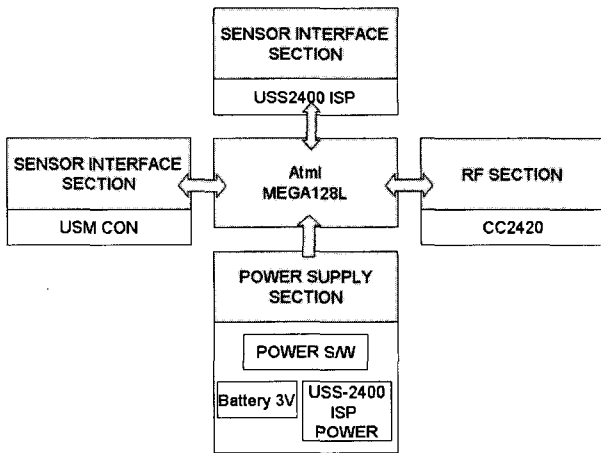 SENSOR INTERFACE
SECTION
USS2400 ISP
SENSOR INTERFACE
SECTION
USM CON
Atml
MEGA128L
RF SECTION
CC2420
POWER SUPPLY
SECTION
POWER S/W
Battery 3V
USS-2400
ISP
POWER